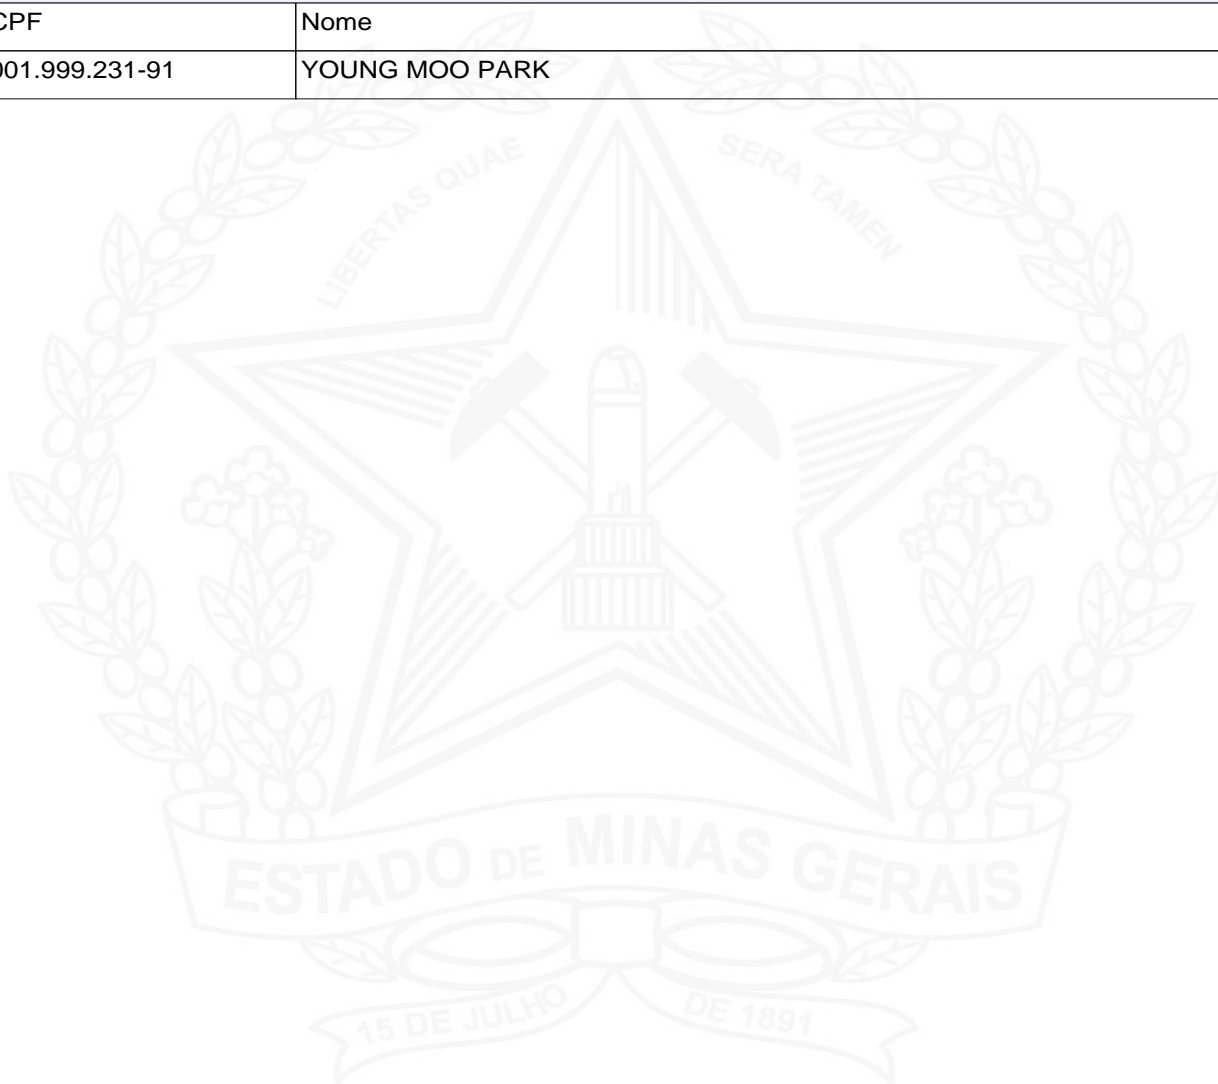 CPF Nome
001.999.231-91 YOUNG MOO PARK
LIBERTAS QUAE SERA TAMEN
ESTADO DE MINAS GERAIS
15 DE JULHO DE 1891